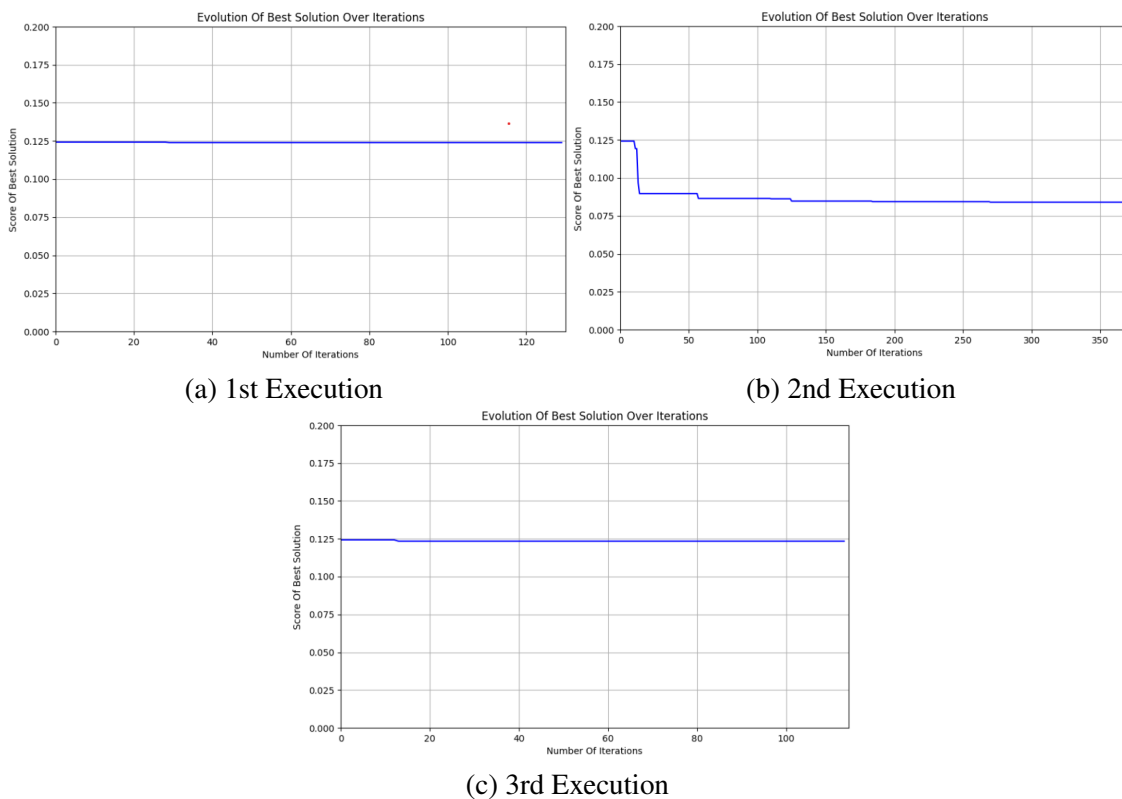 Evolution Of Best Solution Over Iterations
0.200
0.175
0.150
0.125
0.100
0.075
0.050
0.025
0.000
Score Of Best Solution
0 20 40 60 80 100 120
Number Of Iterations
(a) 1st Execution
Evolution Of Best Solution Over Iterations
0.200
0.175
0.150
0.125
0.100
0.075
0.050
0.025
0.000
Score Of Best Solution
0 50 100 150 200 250 300 350
Number Of Iterations
(b) 2nd Execution
Evolution Of Best Solution Over Iterations
0.200
0.175
0.150
0.125
0.100
0.075
0.050
0.025
0.000
Score Of Best Solution
0 20 40 60 80 100
Number Of Iterations
(c) 3rd Execution